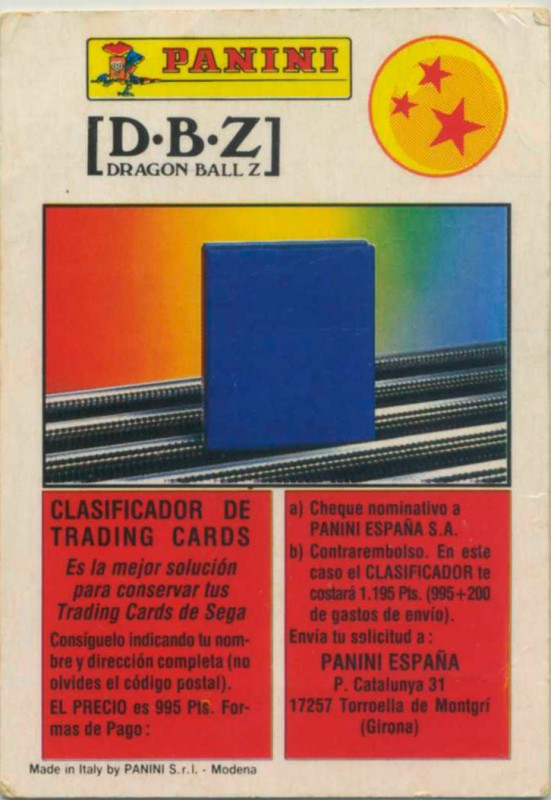 PANINI
[D·B·Z]
DRAGON BALL Z
CLASIFICADOR DE
TRADING CARDS
Es la mejor solución
para conservar tus
Trading Cards de Sega
Consíguelo indicando tu nom-
bre y dirección completa (no
olvides el código postal).
EL PRECIO es 995 Pts. For-
mas de Pago :
a) Cheque nominativo a
PANINI ESPAÑA S.A.
b) Contrarembolso. En este
caso el CLASIFICADOR te
costará 1.195 Pts. (995+200
de gastos de envío).
Envía tu solicitud a :
PANINI ESPAÑA
P. Catalunya 31
17257 Torroella de Montgrí
(Girona)
Made in Italy by PANINI S.r.l. - Modena